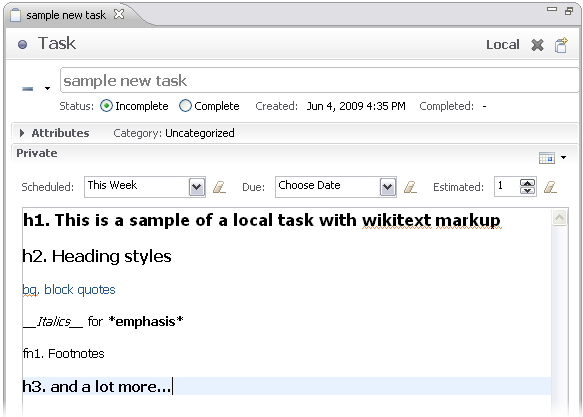 sample new task
Task
Local
sample new task
Status: Incomplete Complete Created: Jun 4, 2009 4:35 PM Completed: -
Attributes Category: Uncategorized
Private
Scheduled: This Week Due: Choose Date Estimated: 1
h1. This is a sample of a local task with wikitext markup
h2. Heading styles
bq. block quotes
__Italics__ for *emphasis*
fn1. Footnotes
h3. and a lot more...